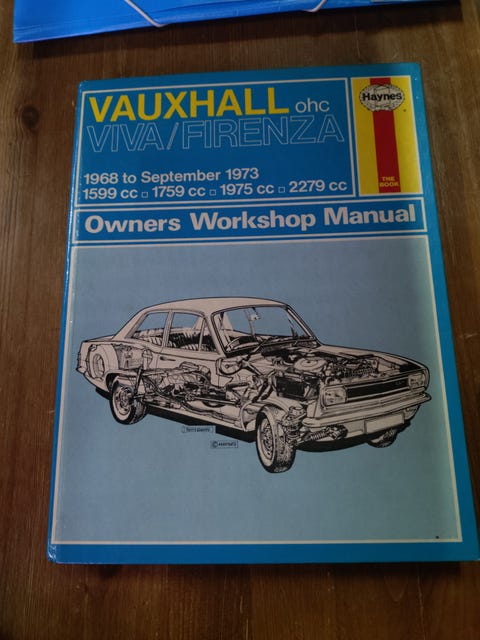 VAUXHALL ohc
VIVA/FIRENZA
Haynes
1968 to September 1973
1599 cc □ 1759 cc □ 1975 cc □ 2279 cc
THE
BOOK
Owners Workshop Manual